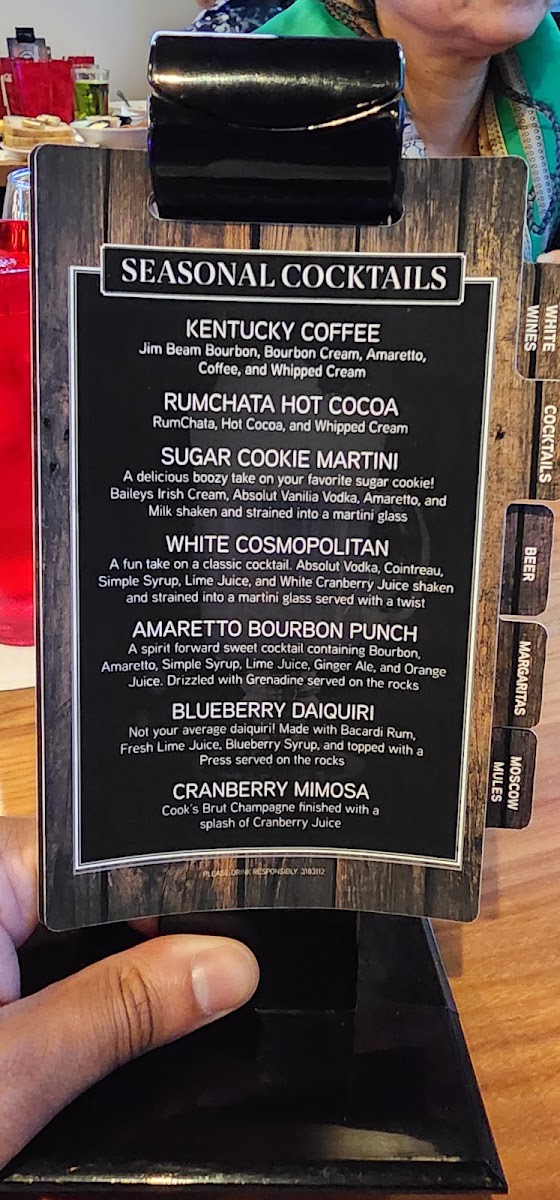 SEASONAL COCKTAILS
KENTUCKY COFFEE
Jim Beam Bourbon, Bourbon Cream, Amaretto,
Coffee, and Whipped Cream
RUMCHATA HOT COCOA
RumChata, Hot Cocoa, and Whipped Cream
SUGAR COOKIE MARTINI
A delicious boozy take on your favorite sugar cookie!
Baileys Irish Cream, Absolut Vanilia Vodka, Amaretto, and
Milk shaken and strained into a martini glass
WHITE COSMOPOLITAN
A fun take on a classic cocktail. Absolut Vodka, Cointreau,
Simple Syrup, Lime Juice, and White Cranberry Juice shaken
and strained into a martini glass served with a twist
AMARETTO BOURBON PUNCH
A spirit forward sweet cocktail containing Bourbon,
Amaretto, Simple Syrup, Lime Juice, Ginger Ale, and Orange
Juice. Drizzled with Grenadine served on the rocks
BLUEBERRY DAIQUIRI
Not your average daiquiri! Made with Bacardi Rum,
Fresh Lime Juice, Blueberry Syrup, and topped with a
Press served on the rocks
CRANBERRY MIMOSA
Cook's Brut Champagne finished with a
splash of Cranberry Juice
PLEASE DRINK RESPONSIBLY. 3183112
WHITE
WINES
COCKTAILS
BEER
MARGARITAS
MOSCOW
MULES